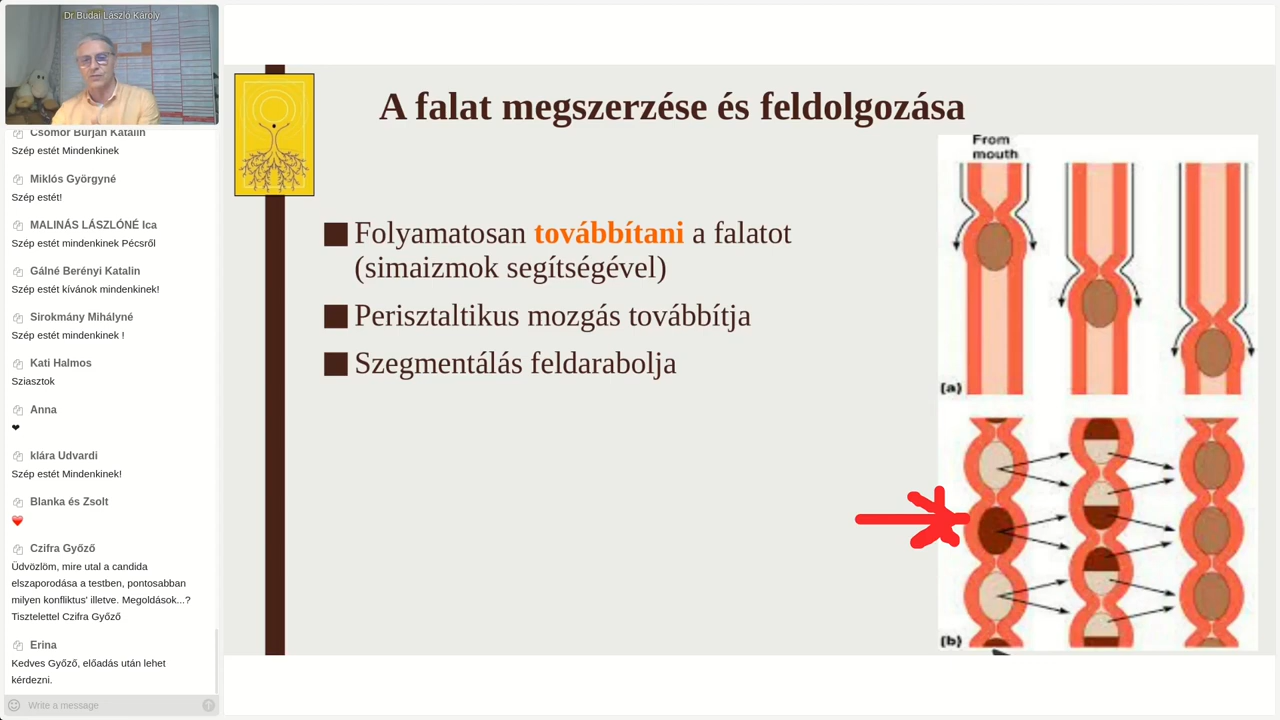 Dr Budai László Károly
Csomor Burján Katalin
Szép estét Mindenkinek
Miklós Györgyné
Szép estét!
MALINÁS LÁSZLÓNÉ Ica
Szép estét mindenkinek Pécsről
Gálné Berényi Katalin
Szép estét kívánok mindenkinek!
Sirokmány Mihályné
Szép estét mindenkinek !
Kati Halmos
Sziasztok
Anna
❤
klára Udvardi
Szép estét Mindenkinek!
Blanka és Zsolt
❤️
Czifra Győző
Üdvözlöm, mire utal a candida
elszaporodása a testben, pontosabban
milyen konfliktus' illetve. Megoldások...?
Tisztelettel Czifra Győző
Erina
Kedves Győző, előadás után lehet
kérdezni.
Write a message
A falat megszerzése és feldolgozása
Folyamatosan továbbítani a falatot
(simaizmok segítségével)
Perisztaltikus mozgás továbbítja
Szegmentálás feldarabolja
From
mouth
(a)
(b)